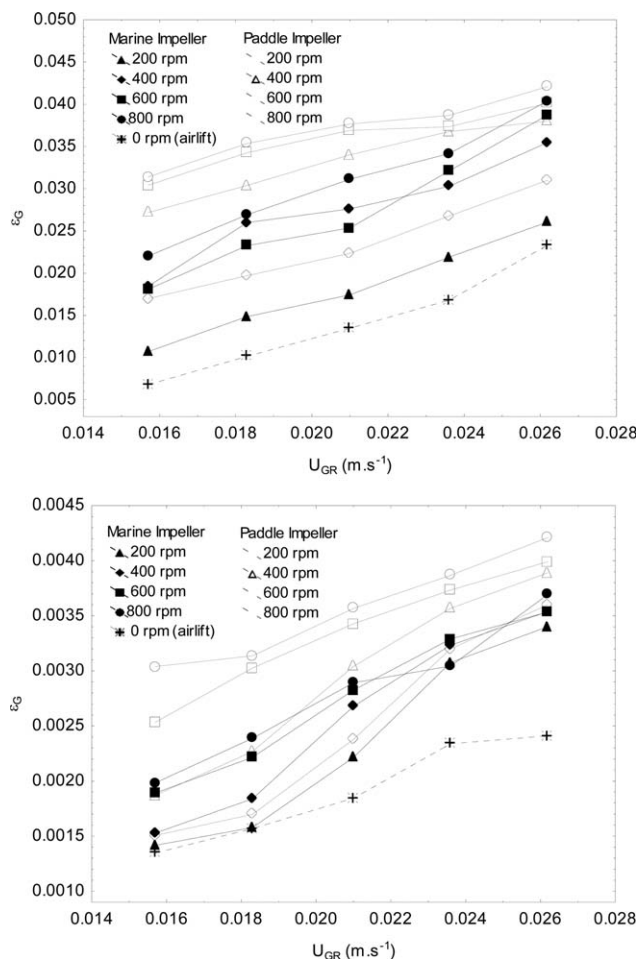 0.050
0.045
0.040
0.035
0.030
0.025
0.020
0.015
0.010
0.005
εG
Marine Impeller Paddle Impeller
200 rpm 200 rpm
400 rpm 400 rpm
600 rpm 600 rpm
800 rpm 800 rpm
0 rpm (airlift)
0.014 0.016 0.018 0.020 0.022 0.024 0.026 0.028
UGR (m.s-1)
0.0045
0.0040
0.0035
0.0030
0.0025
0.0020
0.0015
0.0010
εG
Marine Impeller Paddle Impeller
200 rpm 200 rpm
400 rpm 400 rpm
600 rpm 600 rpm
800 rpm 800 rpm
0 rpm (airlift)
0.014 0.016 0.018 0.020 0.022 0.024 0.026 0.028
UGR (m.s-1)